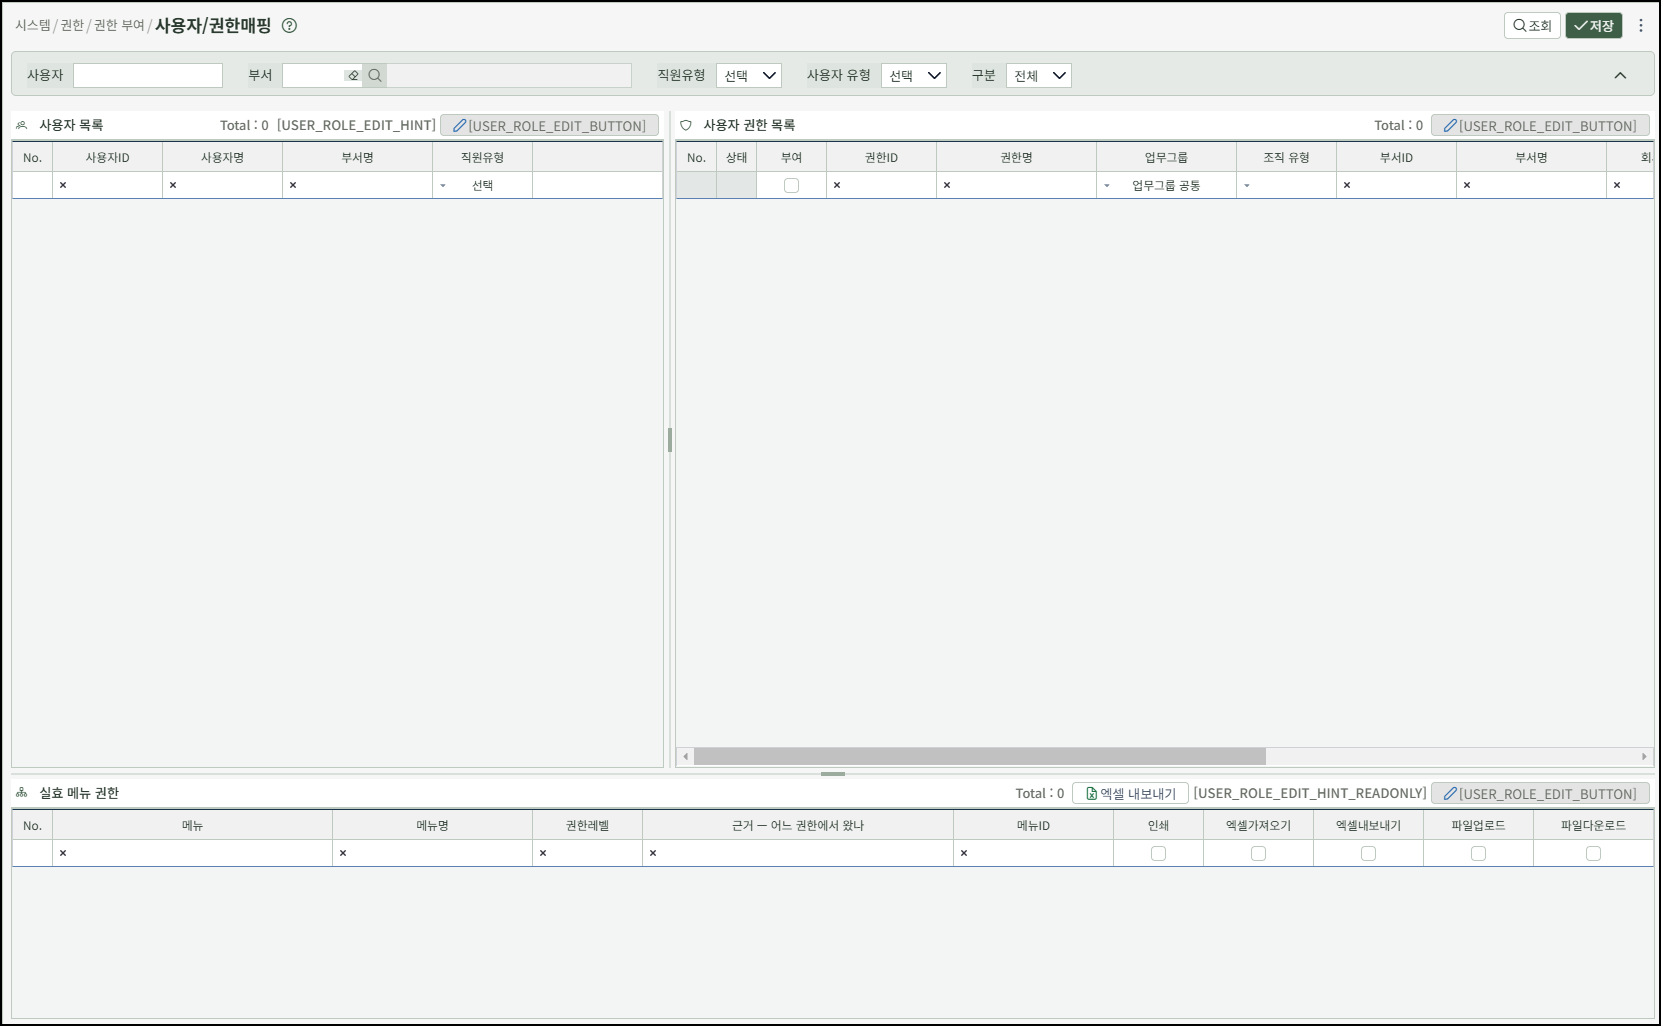 시스템/ 권한/ 권한 부여/ 사용자/권한매핑
조회 저장
사용자 부서 직원유형 선택 사용자 유형 선택 구분 전체
사용자 목록 Total : 0 [USER_ROLE_EDIT_HINT] [USER_ROLE_EDIT_BUTTON]
No. 사용자ID 사용자명 부서명 직원유형
선택
사용자 권한 목록 Total : 0 [USER_ROLE_EDIT_BUTTON]
No. 상태 부여 권한ID 권한명 업무그룹 조직 유형 부서ID 부서명 회
업무그룹 공통
실효 메뉴 권한 Total : 0 엑셀 내보내기 [USER_ROLE_EDIT_HINT_READONLY] [USER_ROLE_EDIT_BUTTON]
No. 메뉴 메뉴명 권한레벨 근거 — 어느 권한에서 왔나 메뉴ID 인쇄 엑셀가져오기 엑셀내보내기 파일업로드 파일다운로드